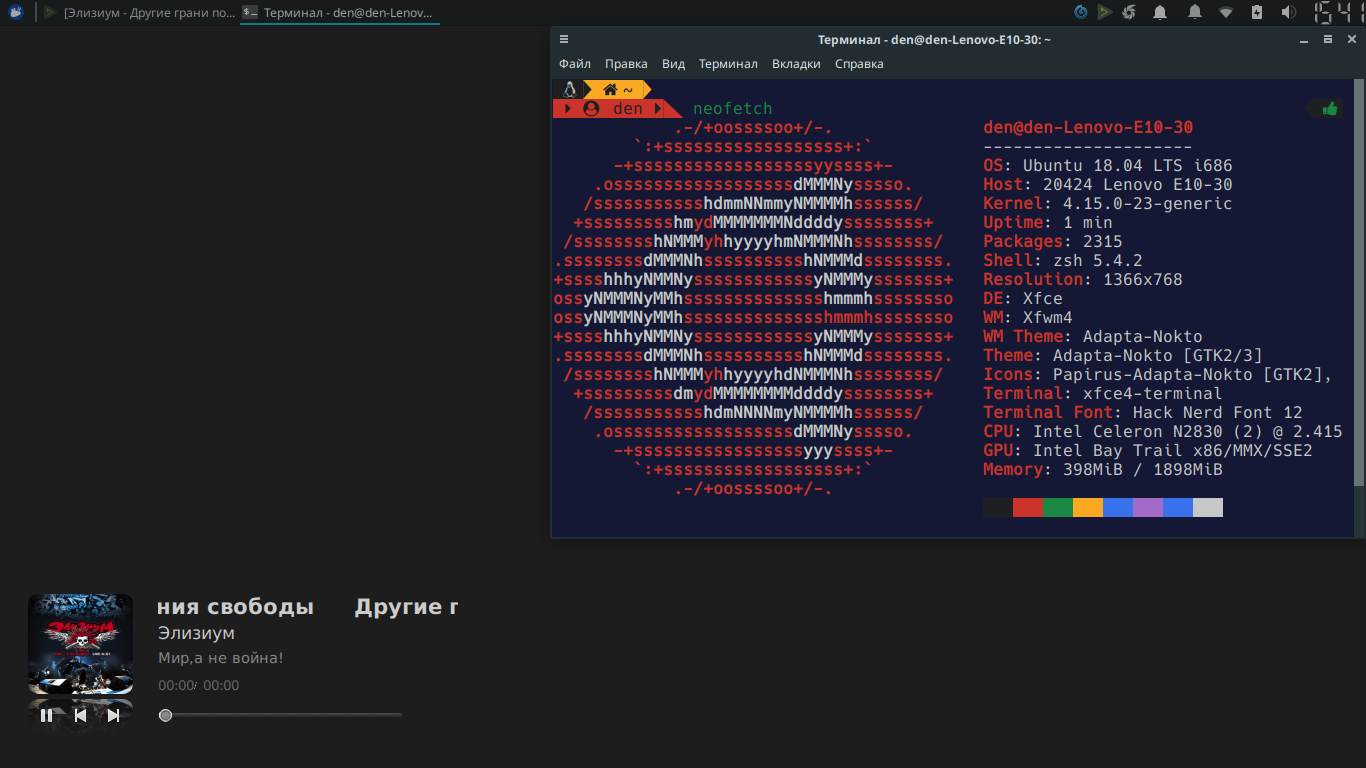 [Элизиум - Другие грани по...
Терминал - den@den-Lenov...
15 41
Терминал - den@den-Lenovo-E10-30: ~
Файл Правка Вид Терминал Вкладки Справка
~
den neofetch
.-/+oossssoo+/-.
`:+ssssssssssssssssss+:`
-+ssssssssssssssssssyyssss+-
.ossssssssssssssssssdMMMNysssso.
/ssssssssssshdmmNNmmyNMMMMhssssss/
+ssssssssshmydMMMMMMMNddddyssssssss+
/sssssssshNMMMyhhyyyyhmNMMMNhssssssss/
.ssssssssdMMMNhsssssssssshNMMMdssssssss.
+sssshhhyNMMNyssssssssssssyNMMMysssssss+
ossyNMMMNyMMhsssssssssssssshmmmhssssssso
ossyNMMMNyMMhsssssssssssssshmmmhssssssso
+sssshhhyNMMNyssssssssssssyNMMMysssssss+
.ssssssssdMMMNhsssssssssshNMMMdssssssss.
/sssssssshNMMMyhhyyyyhdNMMMNhssssssss/
+sssssssssdmydMMMMMMMMddddyssssssss+
/ssssssssssshdmNNNNmyNMMMMhssssss/
.ossssssssssssssssssdMMMNysssso.
-+sssssssssssssssssyyyssss+-
`:+ssssssssssssssssss+:`
.-/+oossssoo+/-.
den@den-Lenovo-E10-30
---------------------
OS: Ubuntu 18.04 LTS i686
Host: 20424 Lenovo E10-30
Kernel: 4.15.0-23-generic
Uptime: 1 min
Packages: 2315
Shell: zsh 5.4.2
Resolution: 1366x768
DE: Xfce
WM: Xfwm4
WM Theme: Adapta-Nokto
Theme: Adapta-Nokto [GTK2/3]
Icons: Papirus-Adapta-Nokto [GTK2],
Terminal: xfce4-terminal
Terminal Font: Hack Nerd Font 12
CPU: Intel Celeron N2830 (2) @ 2.415
GPU: Intel Bay Trail x86/MMX/SSE2
Memory: 398MiB / 1898MiB
ния свободы Другие г
Элизиум
Мир,а не война!
00:00/ 00:00